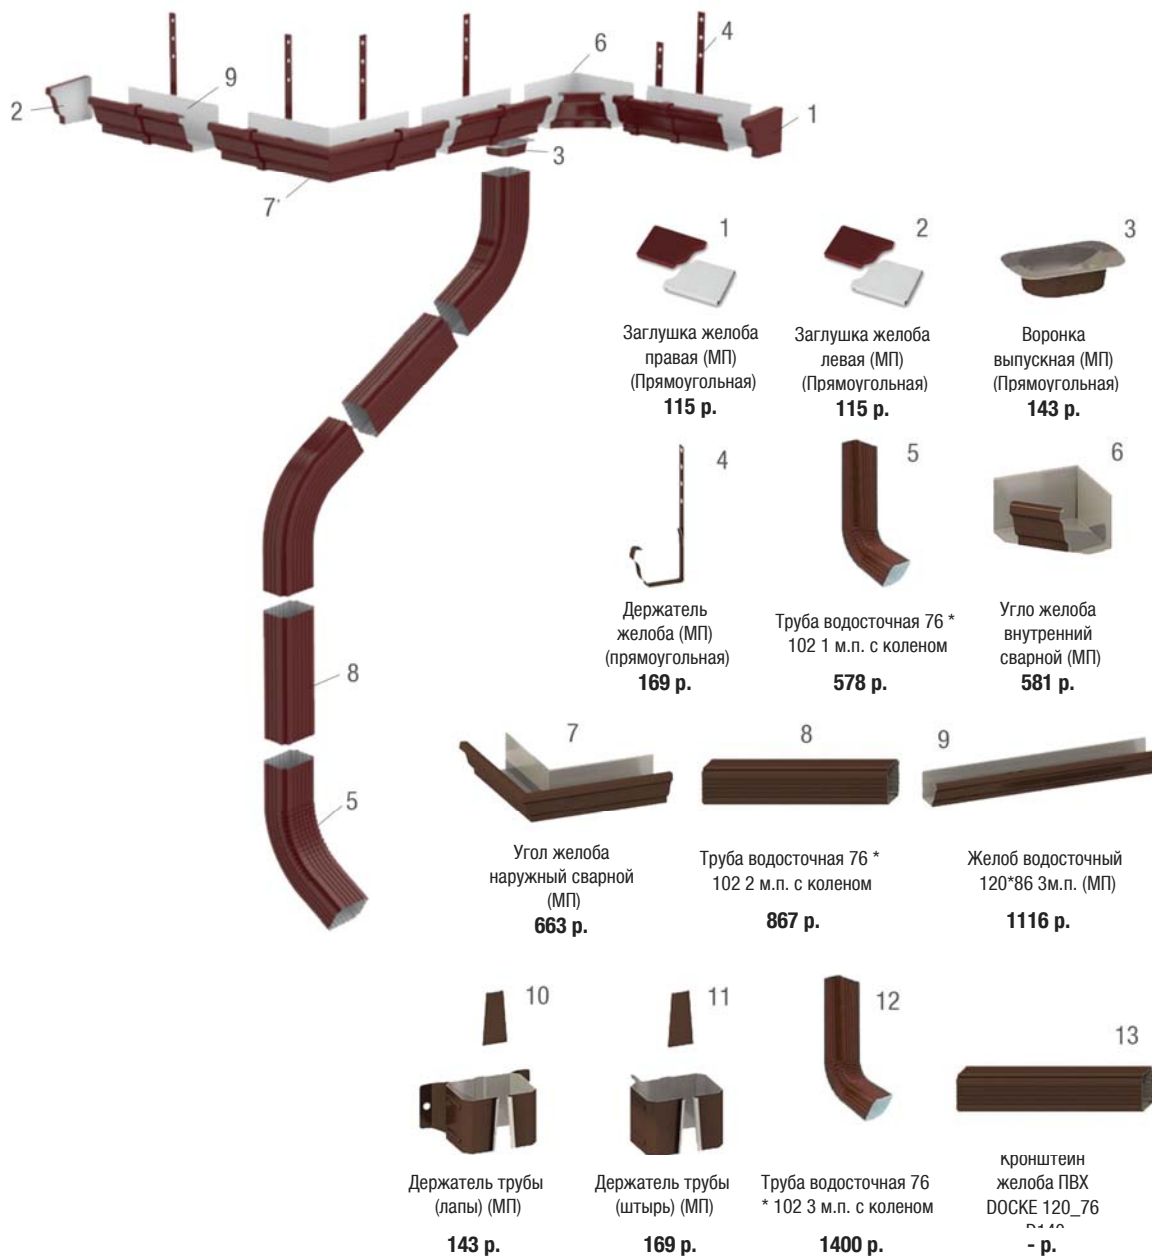 4
6
9
2
1
3
7
8
5
1
Заглушка желоба
правая (МП)
(Прямоугольная)
115 р.
2
Заглушка желоба
левая (МП)
(Прямоугольная)
115 р.
3
Воронка
выпускная (МП)
(Прямоугольная)
143 р.
4
Держатель
желоба (МП)
(прямоугольная)
169 р.
5
Труба водосточная 76 *
102 1 м.п. с коленом
578 р.
6
Угло желоба
внутренний
сварной (МП)
581 р.
7
Угол желоба
наружный сварной
(МП)
663 р.
8
Труба водосточная 76 *
102 2 м.п. с коленом
867 р.
9
Желоб водосточный
120*86 3м.п. (МП)
1116 р.
10
Держатель трубы
(лапы) (МП)
143 р.
11
Держатель трубы
(штырь) (МП)
169 р.
12
Труба водосточная 76
* 102 3 м.п. с коленом
1400 р.
13
кронштейн
желоба ПВХ
DOCKE 120_76
- р.